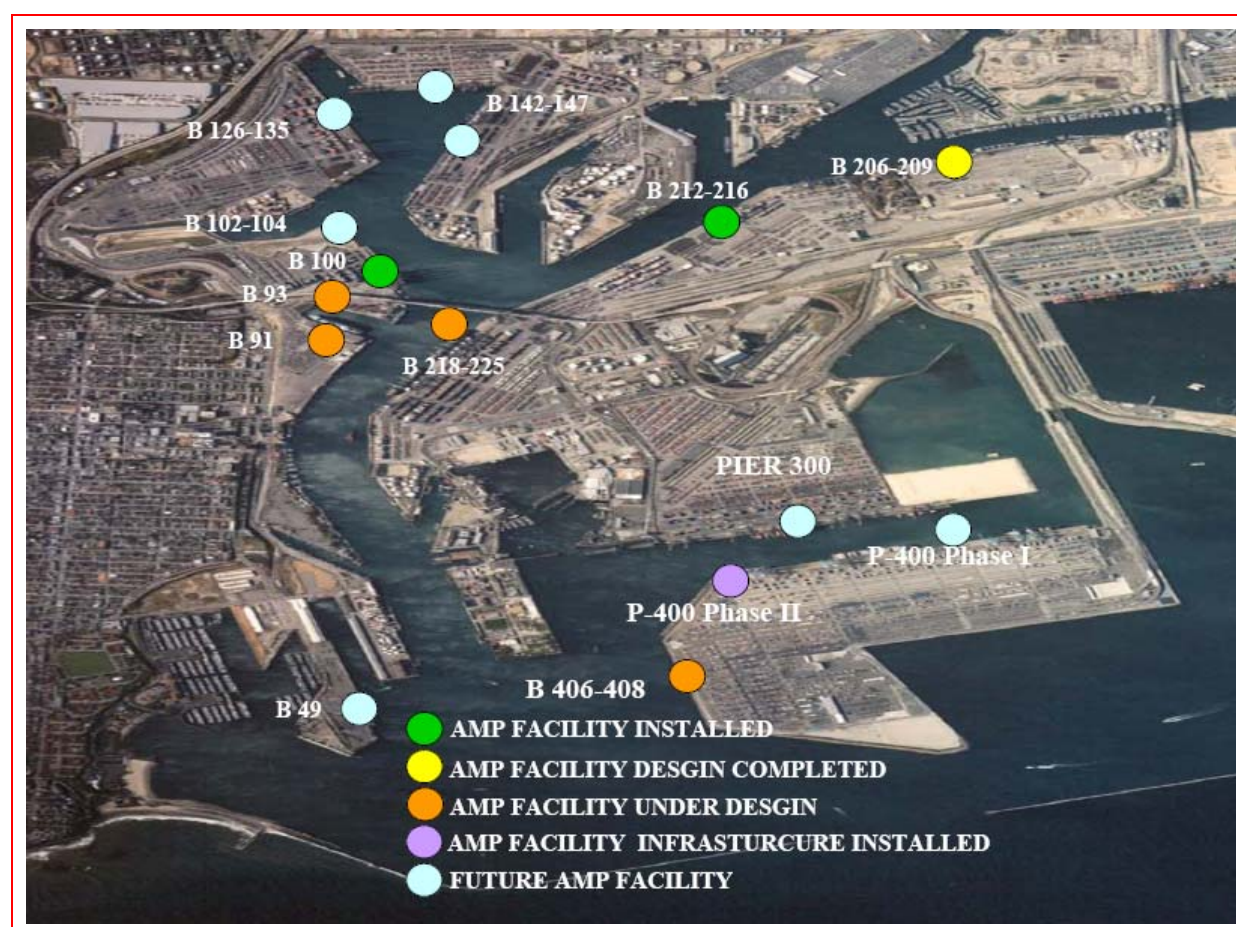 B 142-147
B 126-135
B 206-209
B 212-216
B 102-104
B 100
B 93
B 91
B 218-225
PIER 300
P-400 Phase I
P-400 Phase II
B 406-408
B 49
AMP FACILITY INSTALLED
AMP FACILITY DESGIN COMPLETED
AMP FACILITY UNDER DESGIN
AMP FACILITY INFRASTURCURE INSTALLED
FUTURE AMP FACILITY